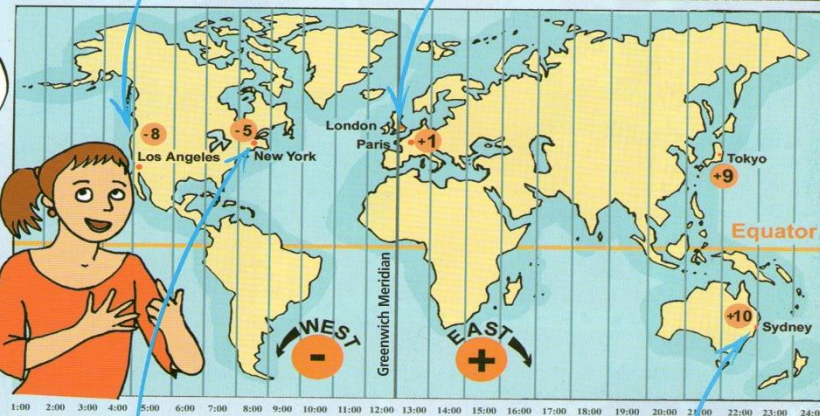 -8
-5
London
+1
Paris
Los Angeles
New York
Tokyo
+9
Equator
Greenwich Meridian
+10
Sydney
WEST
-
EAST
+
1:00 2:00 3:00 4:00 5:00 6:00 7:00 8:00 9:00 10:00 11:00 12:00 13:00 14:00 15:00 16:00 17:00 18:00 19:00 20:00 21:00 22:00 23:00 24:00